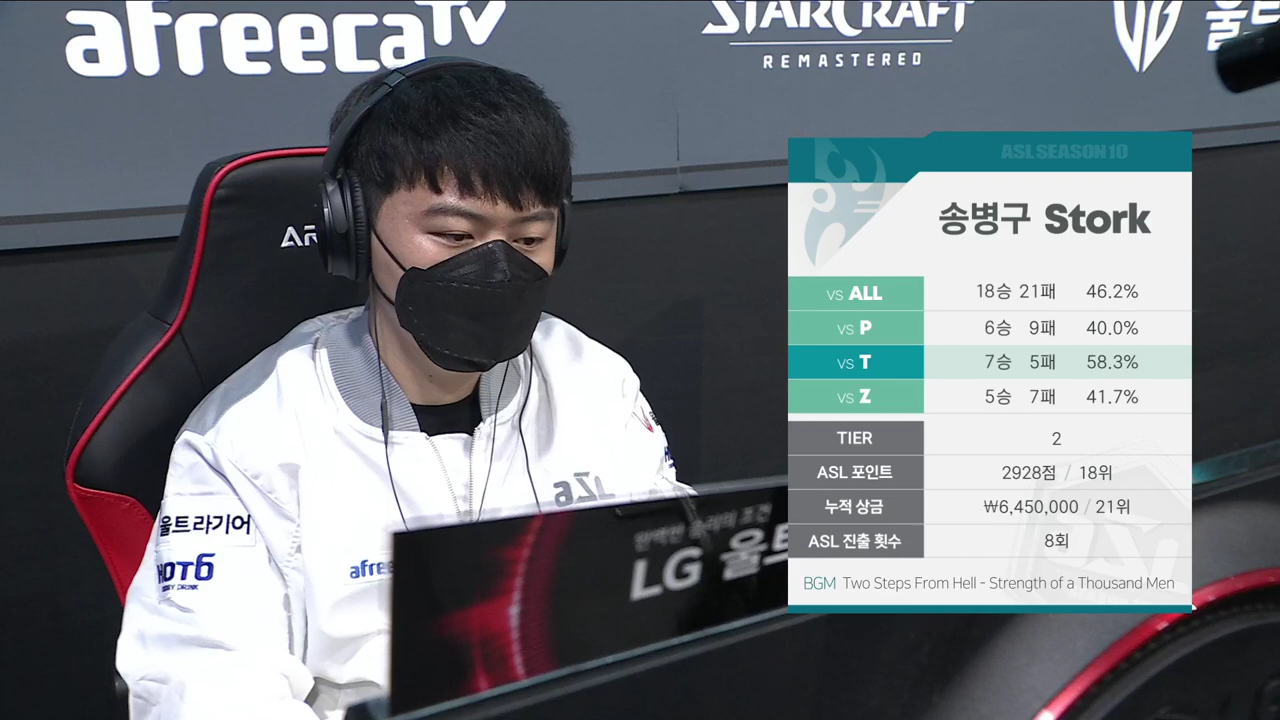 afreecaTV
STARCRAFT
REMASTERED
울트
AR
울트라기어
HOT6
afree
aSL
LG 울트
ASL SEASON 10
송병구 Stork
vs ALL 18승 21패 46.2%
vs P 6승 9패 40.0%
vs T 7승 5패 58.3%
vs Z 5승 7패 41.7%
TIER 2
ASL 포인트 2928점 / 18위
누적 상금 ₩6,450,000 / 21위
ASL 진출 횟수 8회
BGM Two Steps From Hell - Strength of a Thousand Men